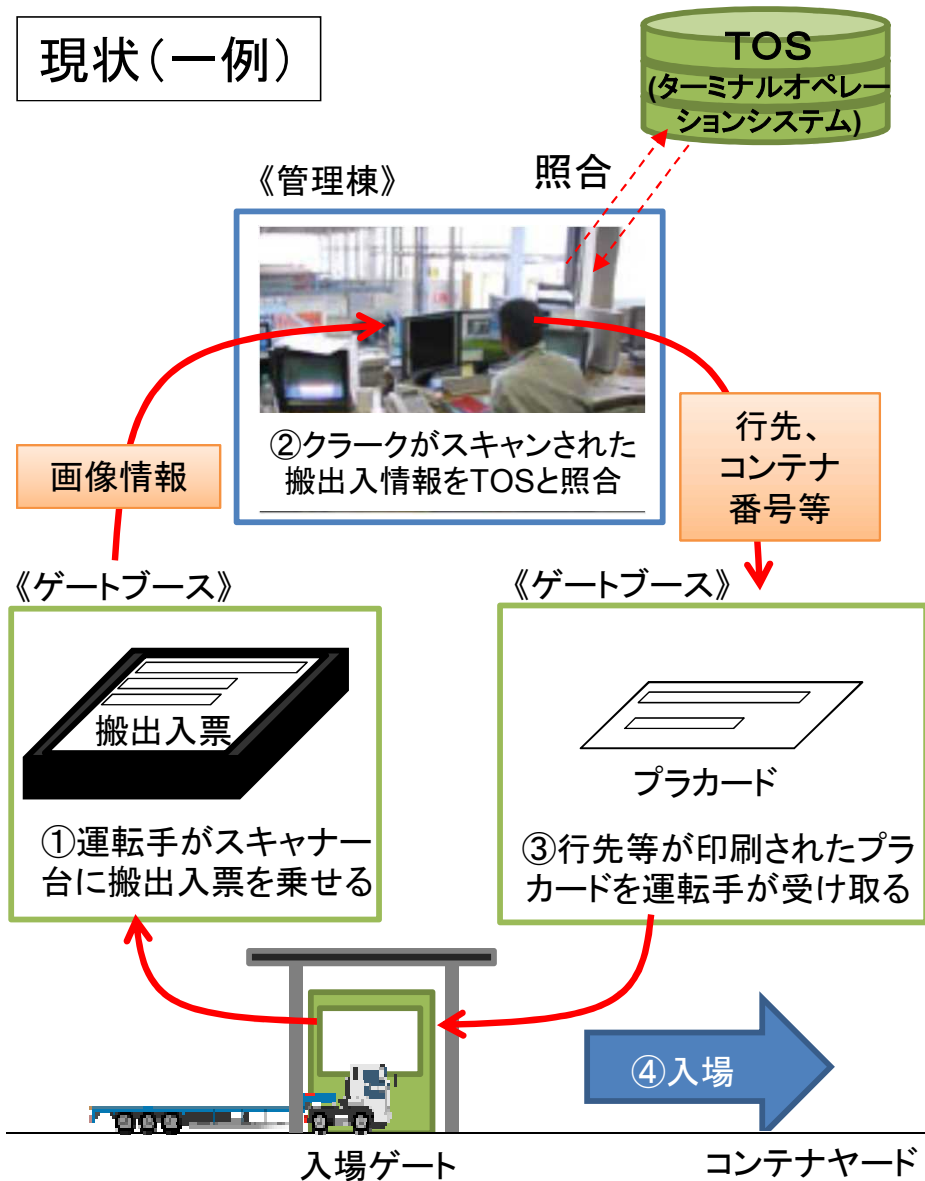 現状(一例)
TOS
(ターミナルオペレー
ションシステム)
照合
《管理棟》
②クラークがスキャンされた
搬出入情報をTOSと照合
画像情報
行先、
コンテナ
番号等
《ゲートブース》
搬出入票
①運転手がスキャナー
台に搬出入票を乗せる
《ゲートブース》
プラカード
③行先等が印刷されたプラ
カードを運転手が受け取る
④入場
入場ゲート
コンテナヤード